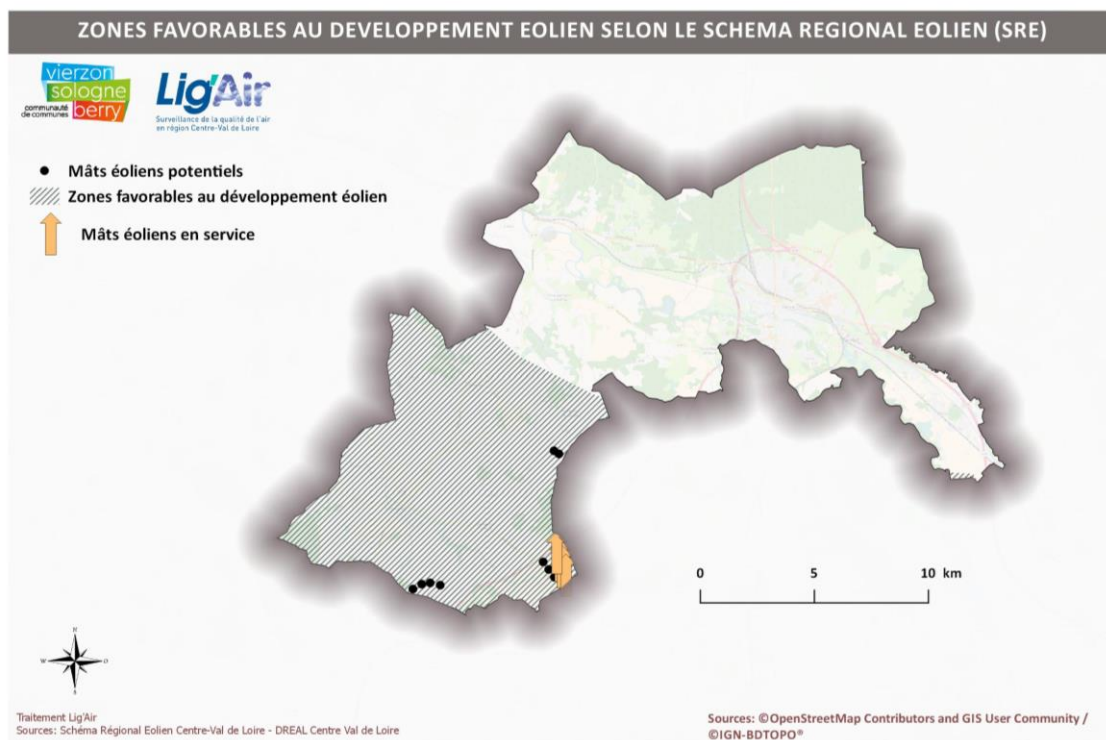 ZONES FAVORABLES AU DEVELOPPEMENT EOLIEN SELON LE SCHEMA REGIONAL EOLIEN (SRE)
vierzon
sologne
communauté
de communes
berry
Lig'Air
Surveillance de la qualité de l'air
en région Centre-Val de Loire
Mâts éoliens potentiels
Zones favorables au développement éolien
Mâts éoliens en service
0 5 10 km
Traitement Lig'Air
Sources: Schéma Régional Eolien Centre-Val de Loire - DREAL Centre Val de Loire
Sources: ©OpenStreetMap Contributors and GIS User Community /
©IGN-BDTOPO®